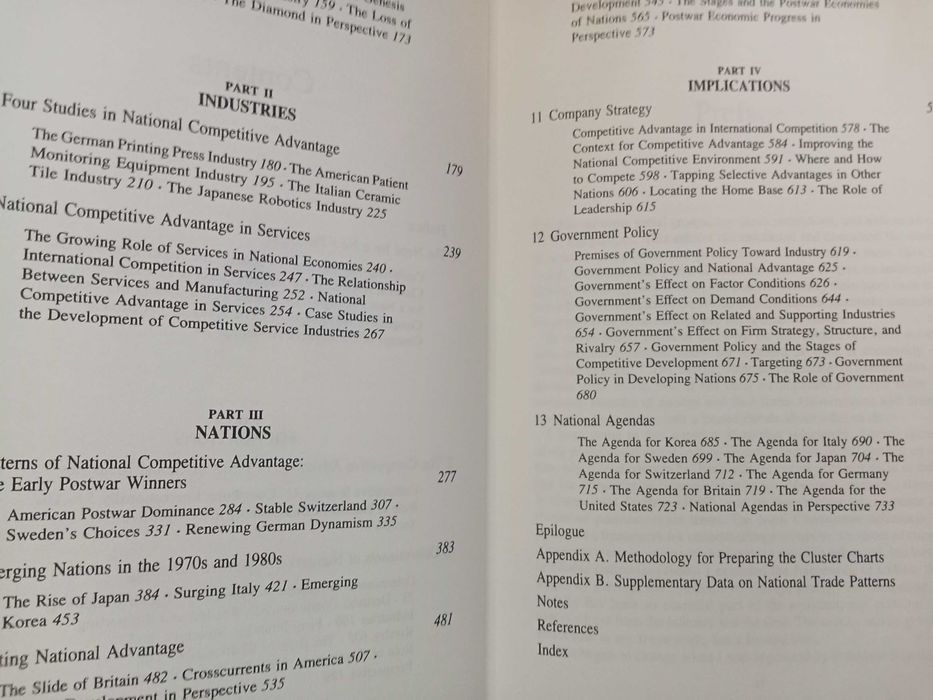 Genesis
159 · The Loss of
The Diamond in Perspective 173
PART II
INDUSTRIES
Four Studies in National Competitive Advantage
179
The German Printing Press Industry 180 · The American Patient
Monitoring Equipment Industry 195 · The Italian Ceramic
Tile Industry 210 · The Japanese Robotics Industry 225
National Competitive Advantage in Services
239
The Growing Role of Services in National Economies 240 ·
International Competition in Services 247 · The Relationship
Between Services and Manufacturing 252 · National
Competitive Advantage in Services 254 · Case Studies in
the Development of Competitive Service Industries 267
PART III
NATIONS
terns of National Competitive Advantage:
e Early Postwar Winners
277
American Postwar Dominance 284 · Stable Switzerland 307 ·
Sweden's Choices 331 · Renewing German Dynamism 335
erging Nations in the 1970s and 1980s
383
The Rise of Japan 384 · Surging Italy 421 · Emerging
Korea 453
ting National Advantage
481
The Slide of Britain 482 · Crosscurrents in America 507 ·
in Perspective 535
Development 545 · The Stages and the Postwar Economies
of Nations 565 · Postwar Economic Progress in
Perspective 573
PART IV
IMPLICATIONS
11 Company Strategy
5
Competitive Advantage in International Competition 578 · The
Context for Competitive Advantage 584 · Improving the
National Competitive Environment 591 · Where and How
to Compete 598 · Tapping Selective Advantages in Other
Nations 606 · Locating the Home Base 613 · The Role of
Leadership 615
12 Government Policy
Premises of Government Policy Toward Industry 619 ·
Government Policy and National Advantage 625 ·
Government's Effect on Factor Conditions 626 ·
Government's Effect on Demand Conditions 644 ·
Government's Effect on Related and Supporting Industries
654 · Government's Effect on Firm Strategy, Structure, and
Rivalry 657 · Government Policy and the Stages of
Competitive Development 671 · Targeting 673 · Government
Policy in Developing Nations 675 · The Role of Government
680
13 National Agendas
The Agenda for Korea 685 · The Agenda for Italy 690 · The
Agenda for Sweden 699 · The Agenda for Japan 704 · The
Agenda for Switzerland 712 · The Agenda for Germany
715 · The Agenda for Britain 719 · The Agenda for the
United States 723 · National Agendas in Perspective 733
Epilogue
Appendix A. Methodology for Preparing the Cluster Charts
Appendix B. Supplementary Data on National Trade Patterns
Notes
References
Index